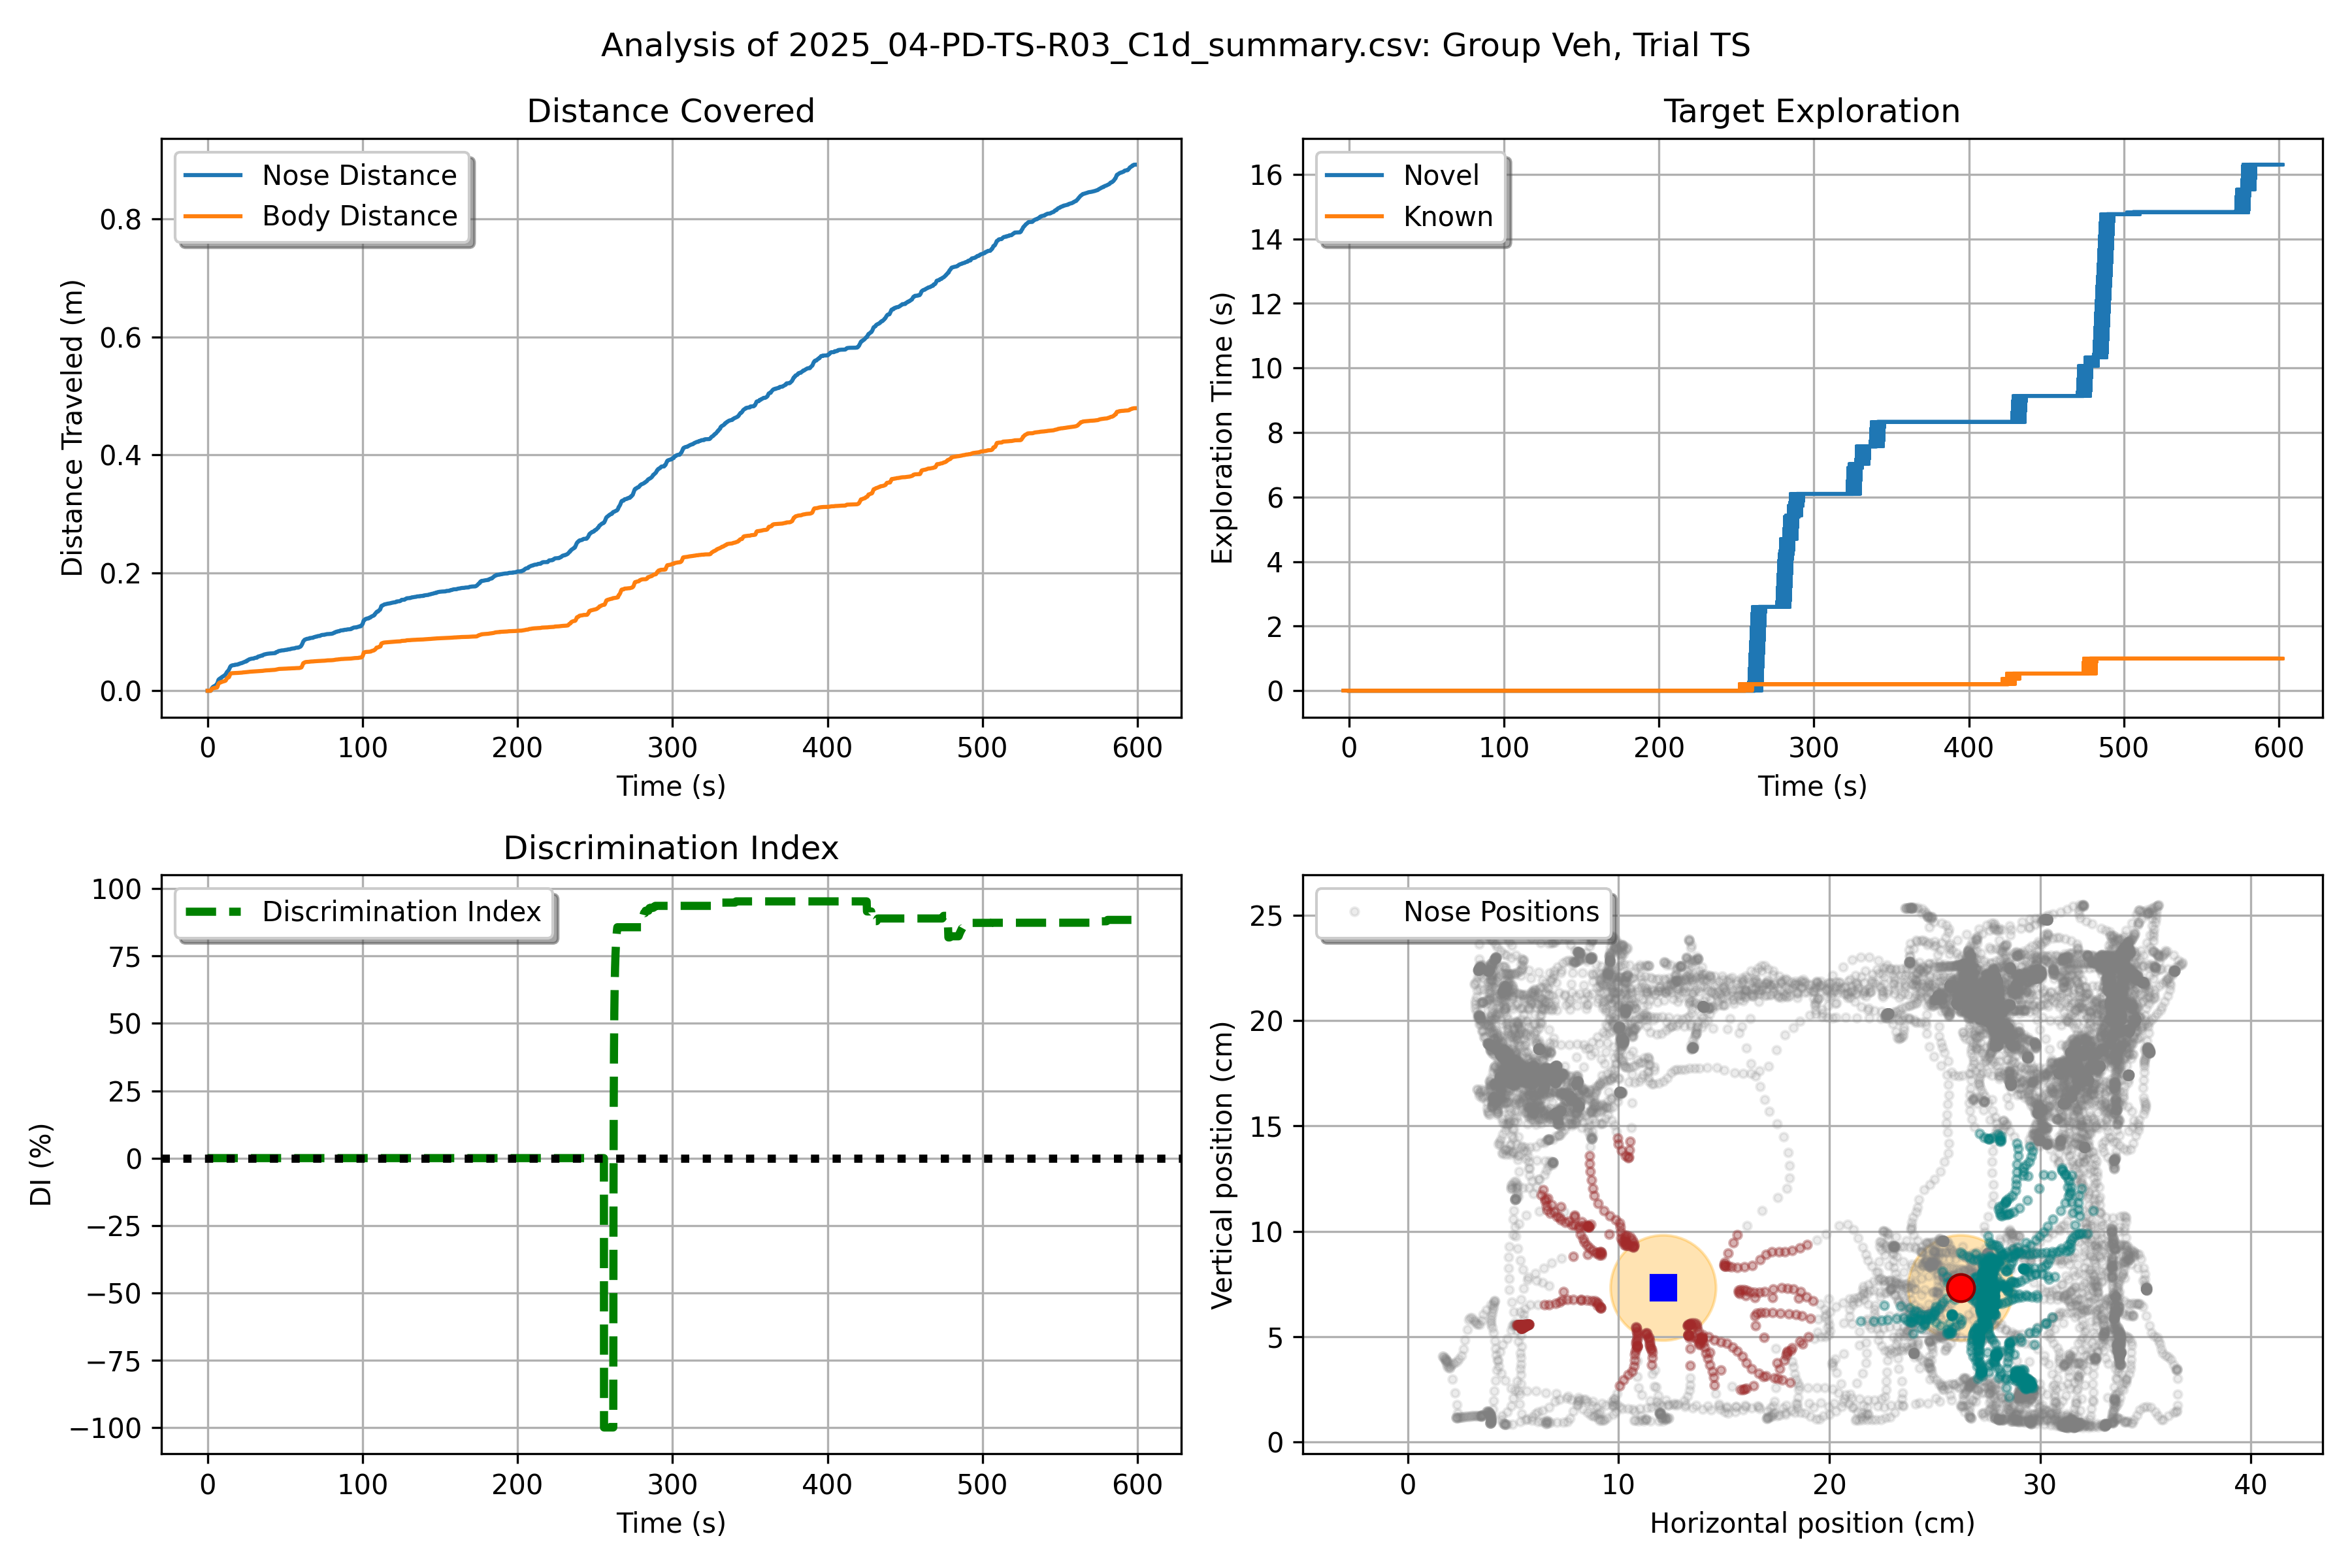 Analysis of 2025_04-PD-TS-R03_C1d_summary.csv: Group Veh, Trial TS
Distance Covered
Nose Distance
Body Distance
Distance Traveled (m)
0.8
0.6
0.4
0.2
0.0
0 100 200 300 400 500 600
Time (s)
Target Exploration
Novel
Known
Exploration Time (s)
16
14
12
10
8
6
4
2
0
0 100 200 300 400 500 600
Time (s)
Discrimination Index
Discrimination Index
DI (%)
100
75
50
25
0
−25
−50
−75
−100
0 100 200 300 400 500 600
Time (s)
Nose Positions
Vertical position (cm)
25
20
15
10
5
0
0 10 20 30 40
Horizontal position (cm)